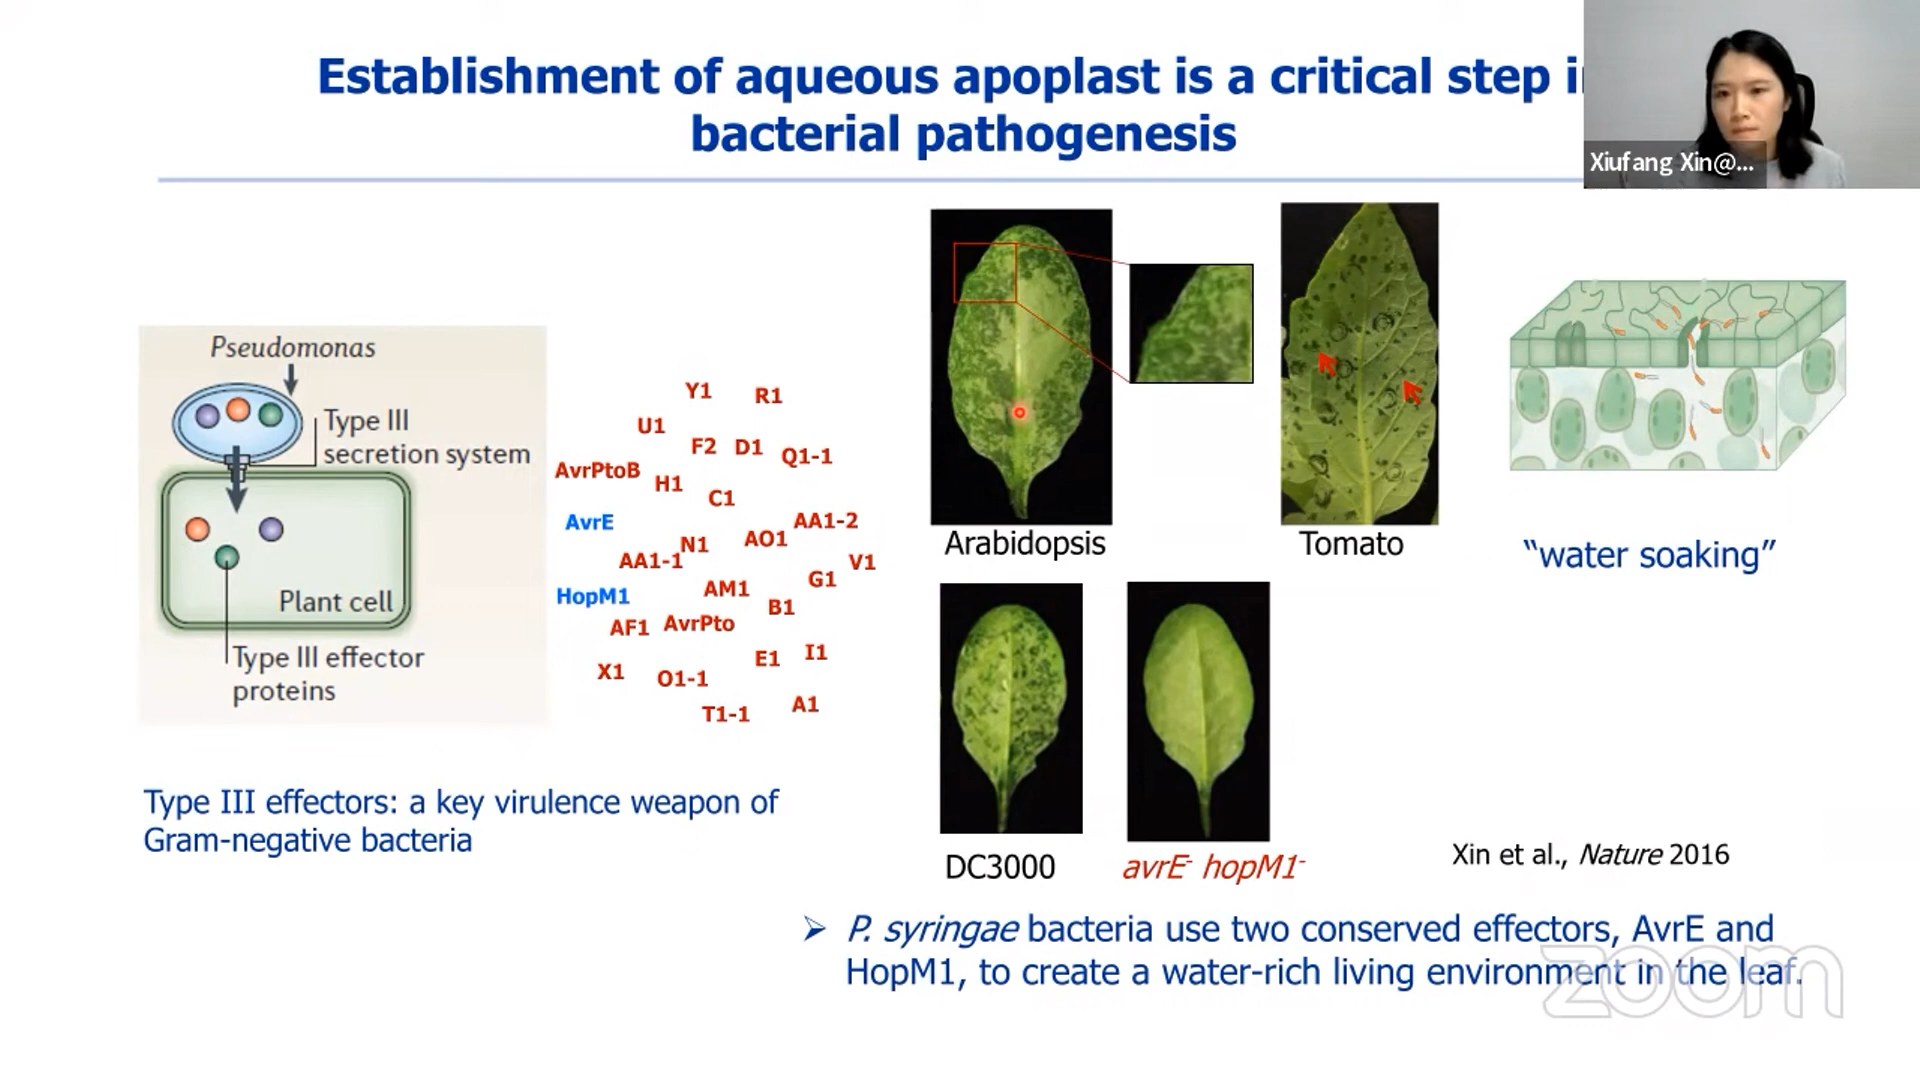 Establishment of aqueous apoplast is a critical step i
bacterial pathogenesis
Xiufang Xin@...
Pseudomonas
Type III
secretion system
Plant cell
Type III effector
proteins
Y1
R1
U1
F2
D1
Q1-1
AvrPtoB
H1
C1
AvrE
AA1-2
N1
AO1
AA1-1
V1
G1
HopM1
AM1
B1
AF1
AvrPto
E1
I1
X1
O1-1
T1-1
A1
Type III effectors: a key virulence weapon of
Gram-negative bacteria
Arabidopsis
Tomato
“water soaking”
DC3000
avrE- hopM1-
Xin et al., Nature 2016
➢ P. syringae bacteria use two conserved effectors, AvrE and
HopM1, to create a water-rich living environment in the leaf.
zoom